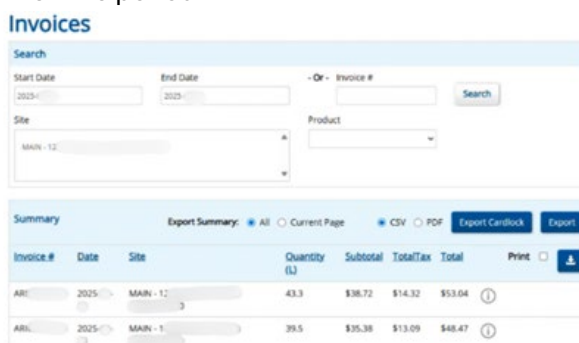 Invoices
Search
Start Date End Date - Or - Invoice #
2025- 2025- Search
Site Product
MAIN - 12
Summary Export Summary: All Current Page CSV PDF Export Cardlock Export
Invoice # Date Site Quantity (L) Subtotal TotalTax Total Print
2025- MAIN - 12 43.3 $38.72 $14.32 $53.04
2025- MAIN - 1 39.5 $35.38 $13.09 $48.47